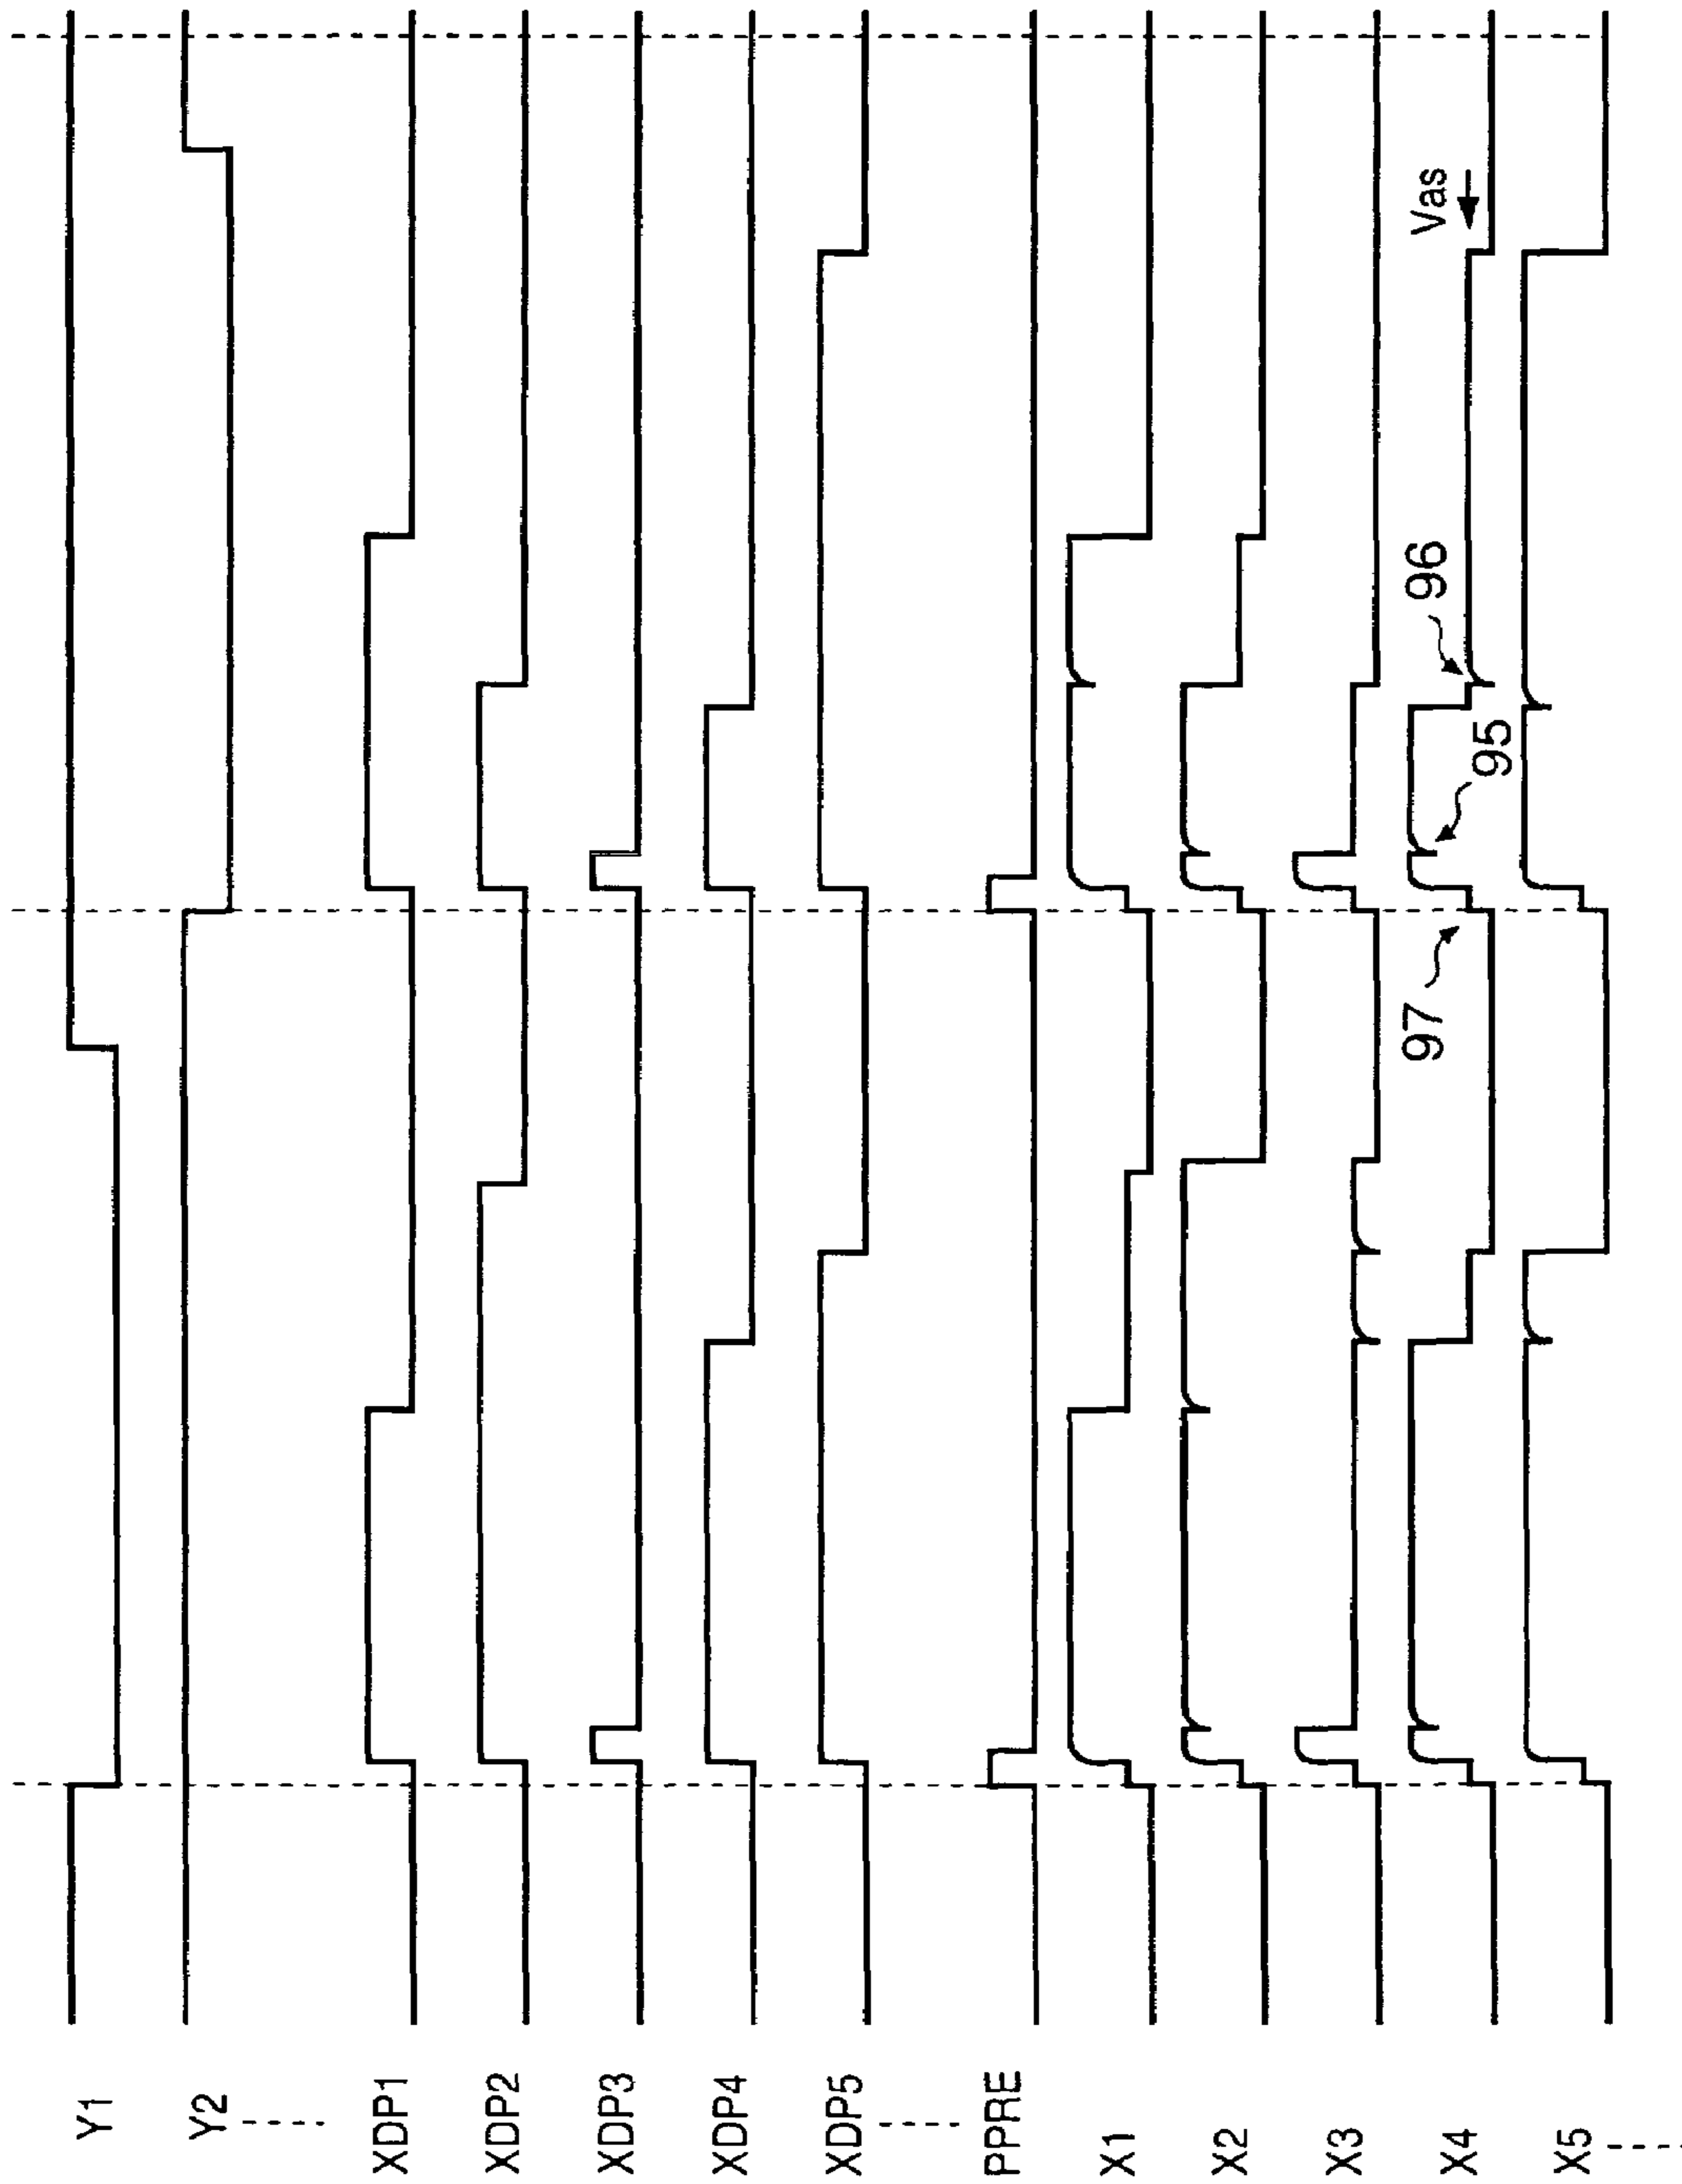 Y1
Y2
XDP1
XDP2
XDP3
XDP4
XDP5
PPRE
X1
X2
X3
X4
X5
97
95
96
Vas